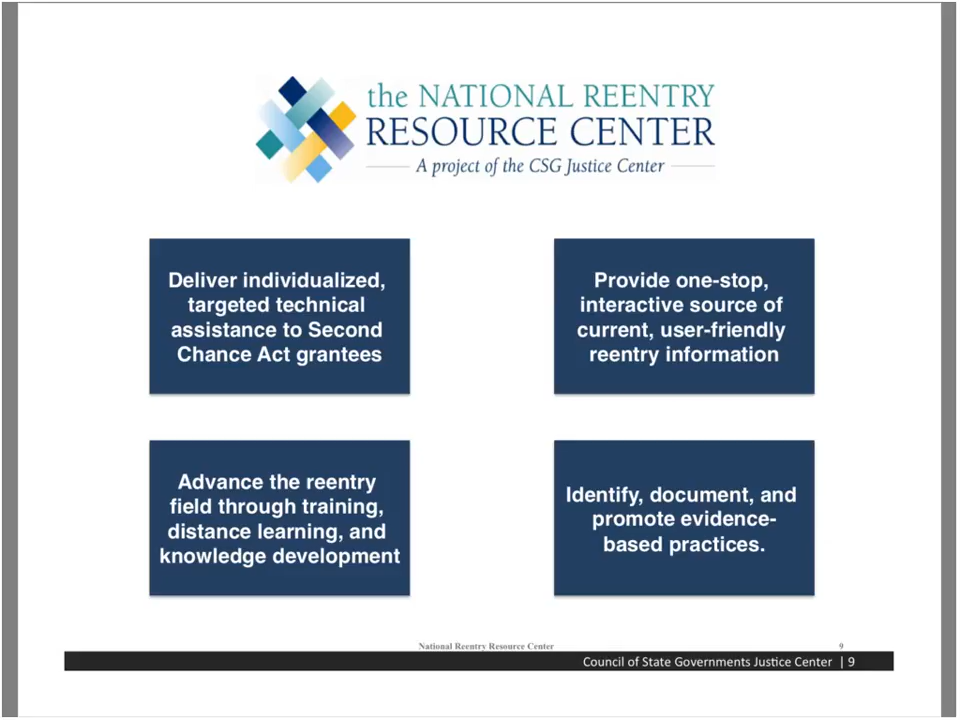 the NATIONAL REENTRY
RESOURCE CENTER
A project of the CSG Justice Center
Deliver individualized,
targeted technical
assistance to Second
Chance Act grantees
Provide one-stop,
interactive source of
current, user-friendly
reentry information
Advance the reentry
field through training,
distance learning, and
knowledge development
Identify, document, and
promote evidence-
based practices.
National Reentry Resource Center 9
Council of State Governments Justice Center | 9